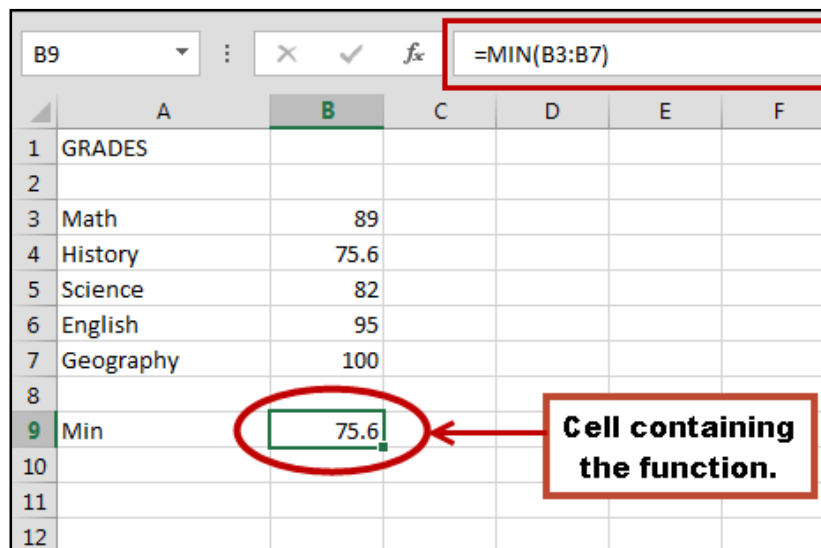 B9 fx =MIN(B3:B7)
A B C D E F
1 GRADES
2
3 Math 89
4 History 75.6
5 Science 82
6 English 95
7 Geography 100
8
9 Min 75.6
Cell containing
the function.
10
11
12